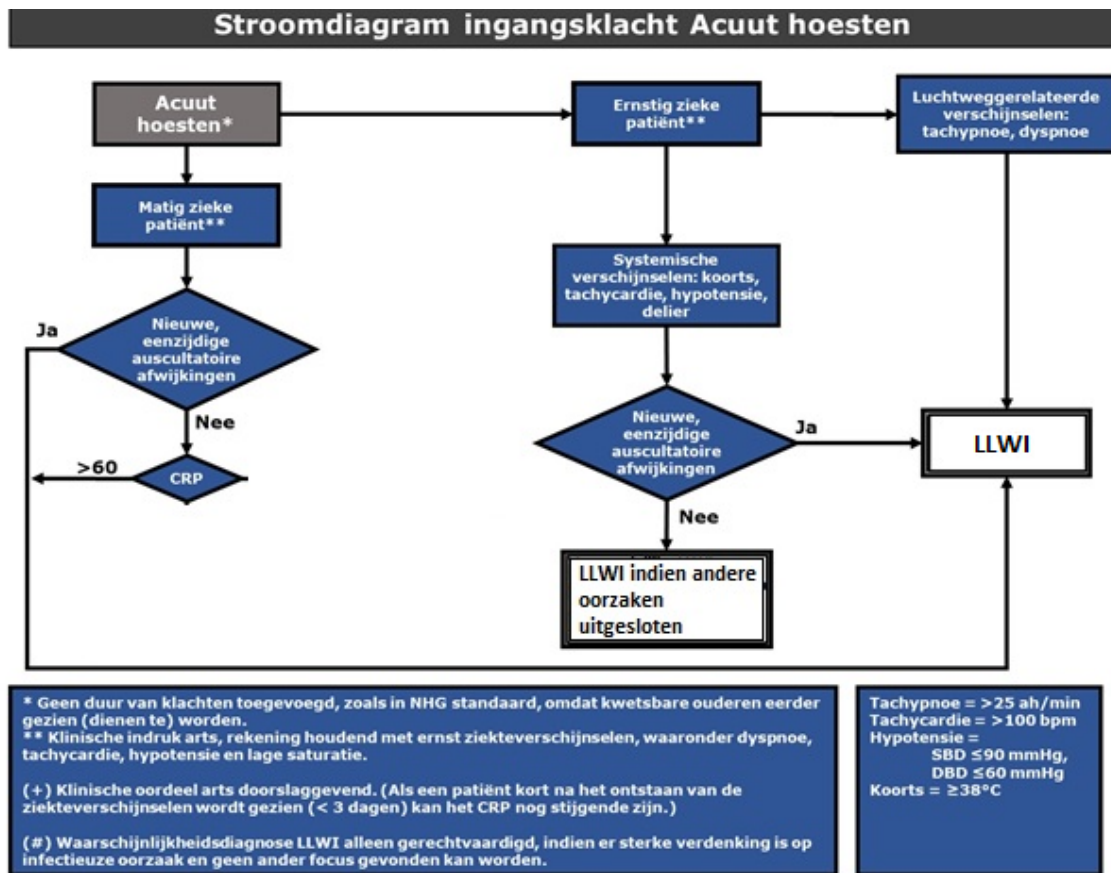 Stroomdiagram ingangsklacht Acuut hoesten
Acuut
hoesten*
Ernstig zieke
patiënt**
Luchtweggerelateerde
verschijnselen:
tachypnoe, dyspnoe
Matig zieke
patiënt**
Systemische
verschijnselen: koorts,
tachycardie, hypotensie,
delier
Ja
Nieuwe,
eenzijdige
auscultatoire
afwijkingen
Nee
>60
CRP
Nieuwe,
eenzijdige
auscultatoire
afwijkingen
Ja
LLWI
Nee
LLWI indien andere
oorzaken
uitgesloten
* Geen duur van klachten toegevoegd, zoals in NHG standaard, omdat kwetsbare ouderen eerder
gezien (dienen te) worden.
** Klinische indruk arts, rekening houdend met ernst ziekteverschijnselen, waaronder dyspnoe,
tachycardie, hypotensie en lage saturatie.
(+) Klinische oordeel arts doorslaggevend. (Als een patiënt kort na het ontstaan van de
ziekteverschijnselen wordt gezien (< 3 dagen) kan het CRP nog stijgende zijn.)
(#) Waarschijnlijkheidsdiagnose LLWI alleen gerechtvaardigd, indien er sterke verdenking is op
infectieuze oorzaak en geen ander focus gevonden kan worden.
Tachypnoe = >25 ah/min
Tachycardie = >100 bpm
Hypotensie =
SBD ≤90 mmHg,
DBD ≤60 mmHg
Koorts = ≥38°C